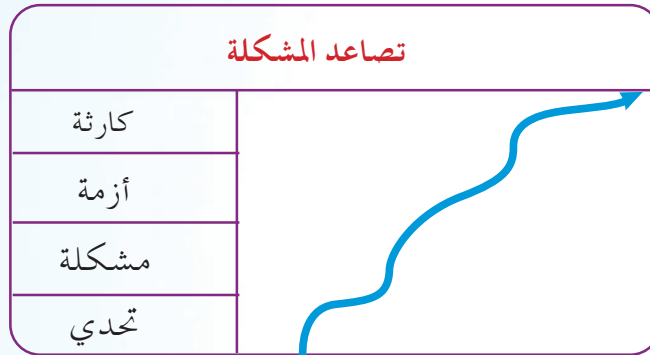 تصاعد المشكلة
كارثة
أزمة
مشكلة
تحدي